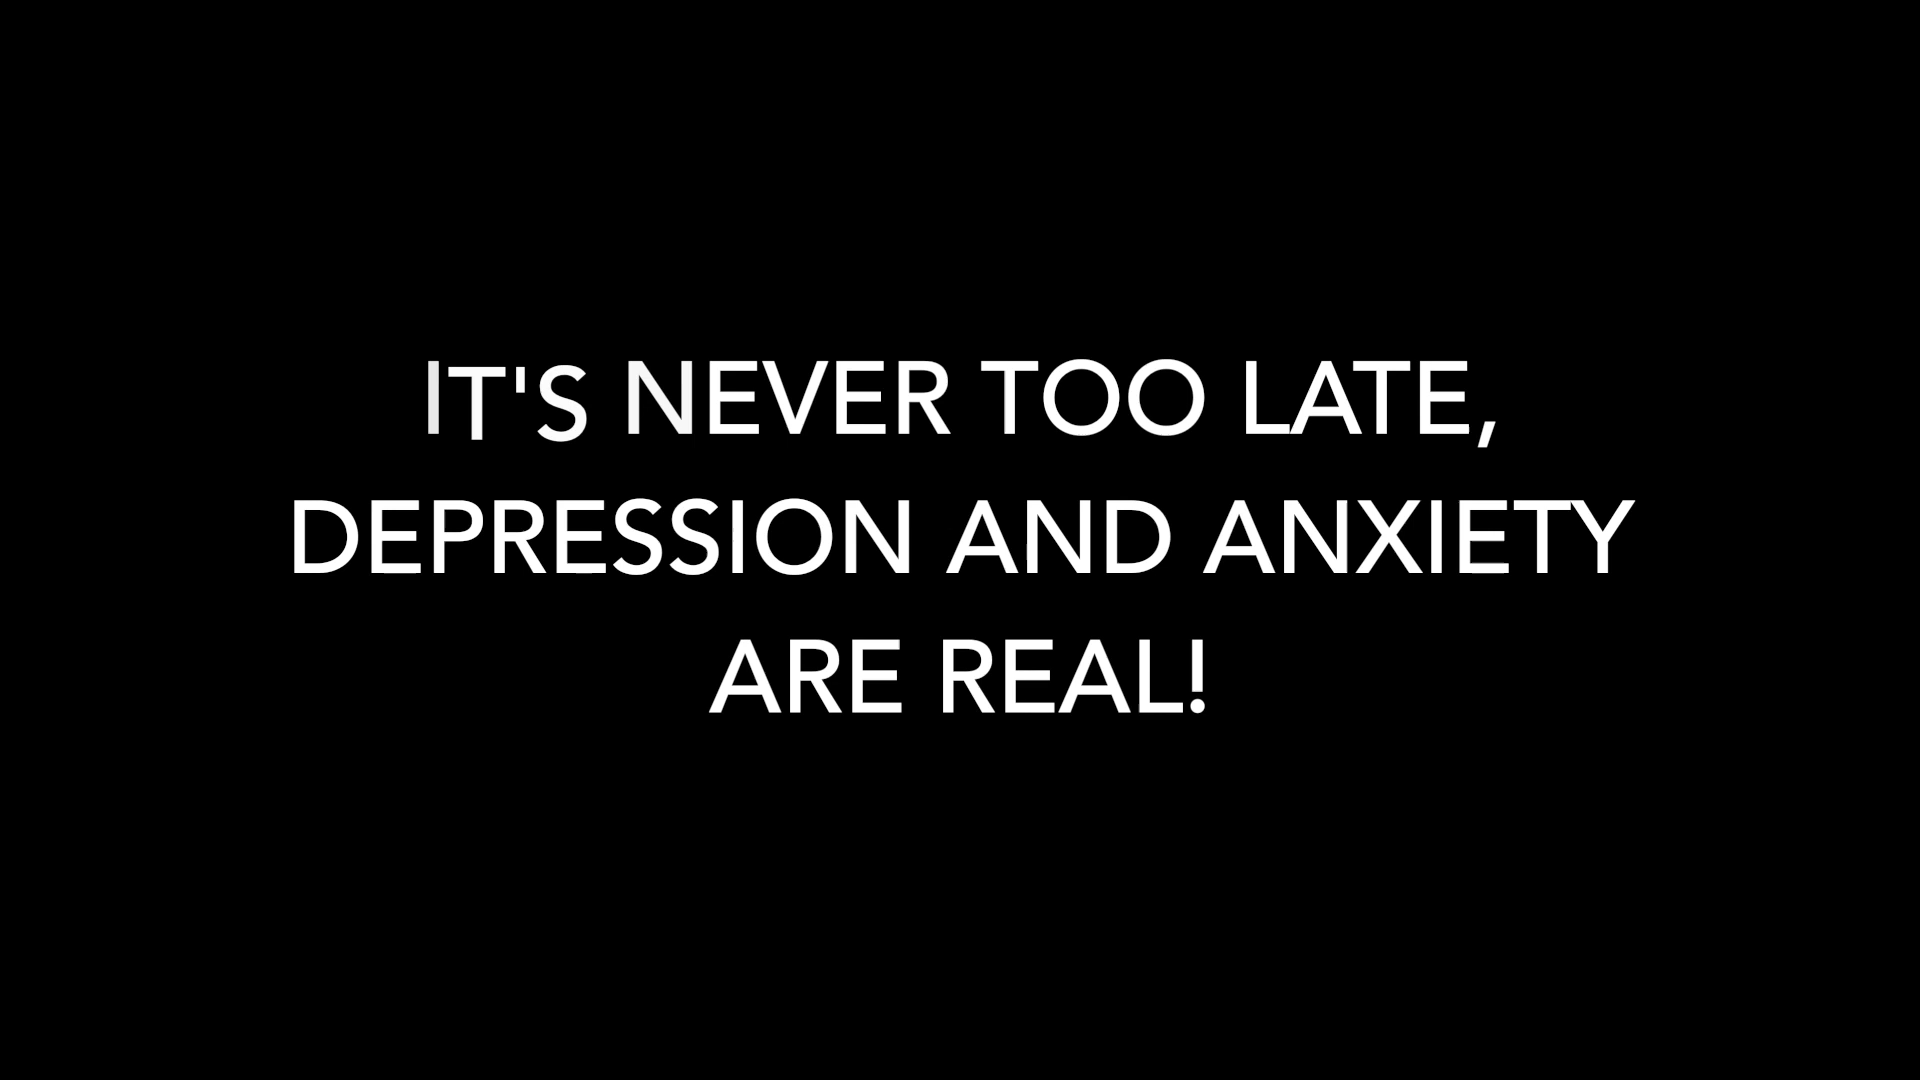 IT'S NEVER TOO LATE,
DEPRESSION AND ANXIETY
ARE REAL!